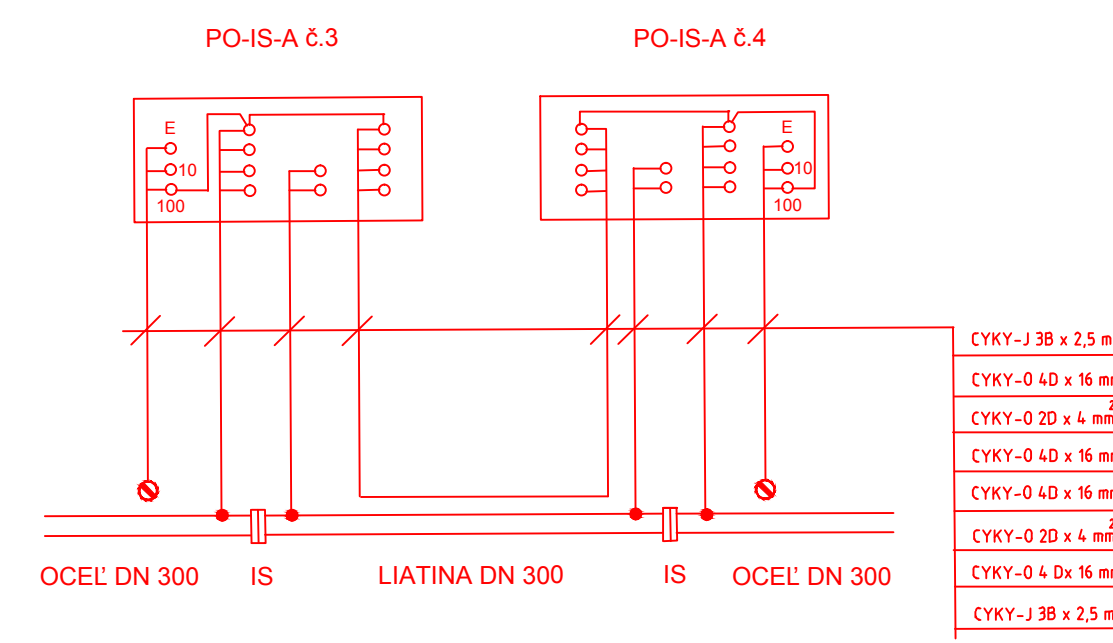 PO-IS-A č.3
PO-IS-A č.4
E
10
100
E
10
100
CYKY-J 3B x 2,5 m
CYKY-O 4D x 16 m
CYKY-O 2D x 4 mm²
CYKY-O 4D x 16 m
CYKY-O 4D x 16 m
CYKY-O 2D x 4 mm²
CYKY-O 4 Dx 16 m
CYKY-J 3B x 2,5 m
OCEĽ DN 300
IS
LIATINA DN 300
IS
OCEĽ DN 300